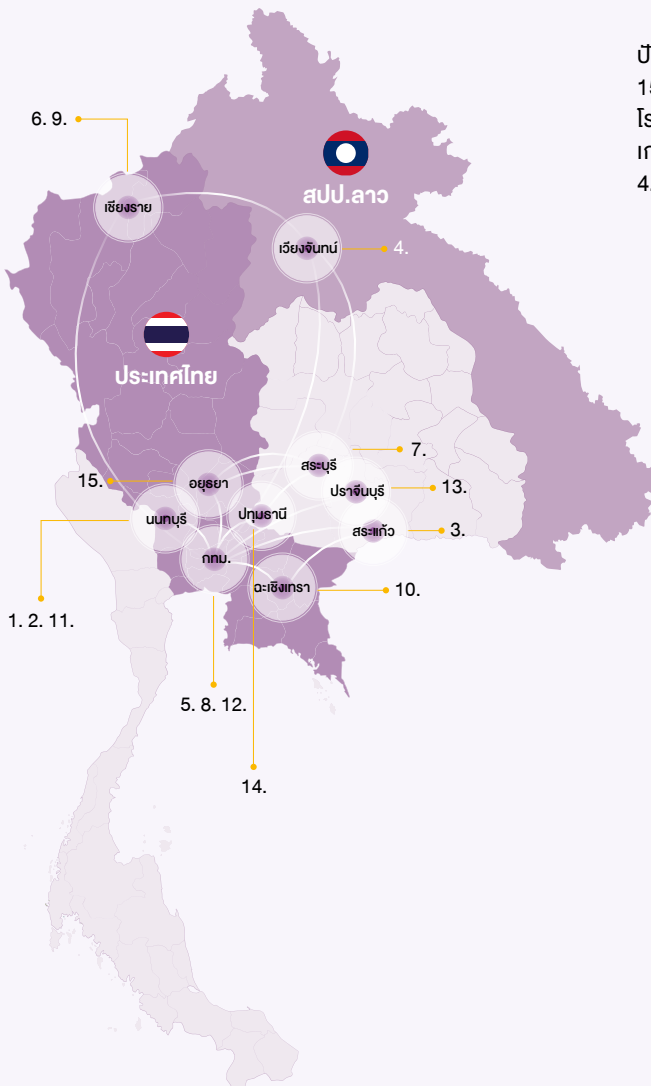 6. 9.
สปป.ลาว
เชียงราย
เวียงจันทน์
4.
ประเทศไทย
7.
สระบุรี
15.
อยุธยา
ปราจีนบุรี
13.
นนทบุรี
ปทุมธานี
สระแก้ว
3.
กทม.
ฉะเชิงเทรา
10.
1. 2. 11.
5. 8. 12.
14.
15
4.